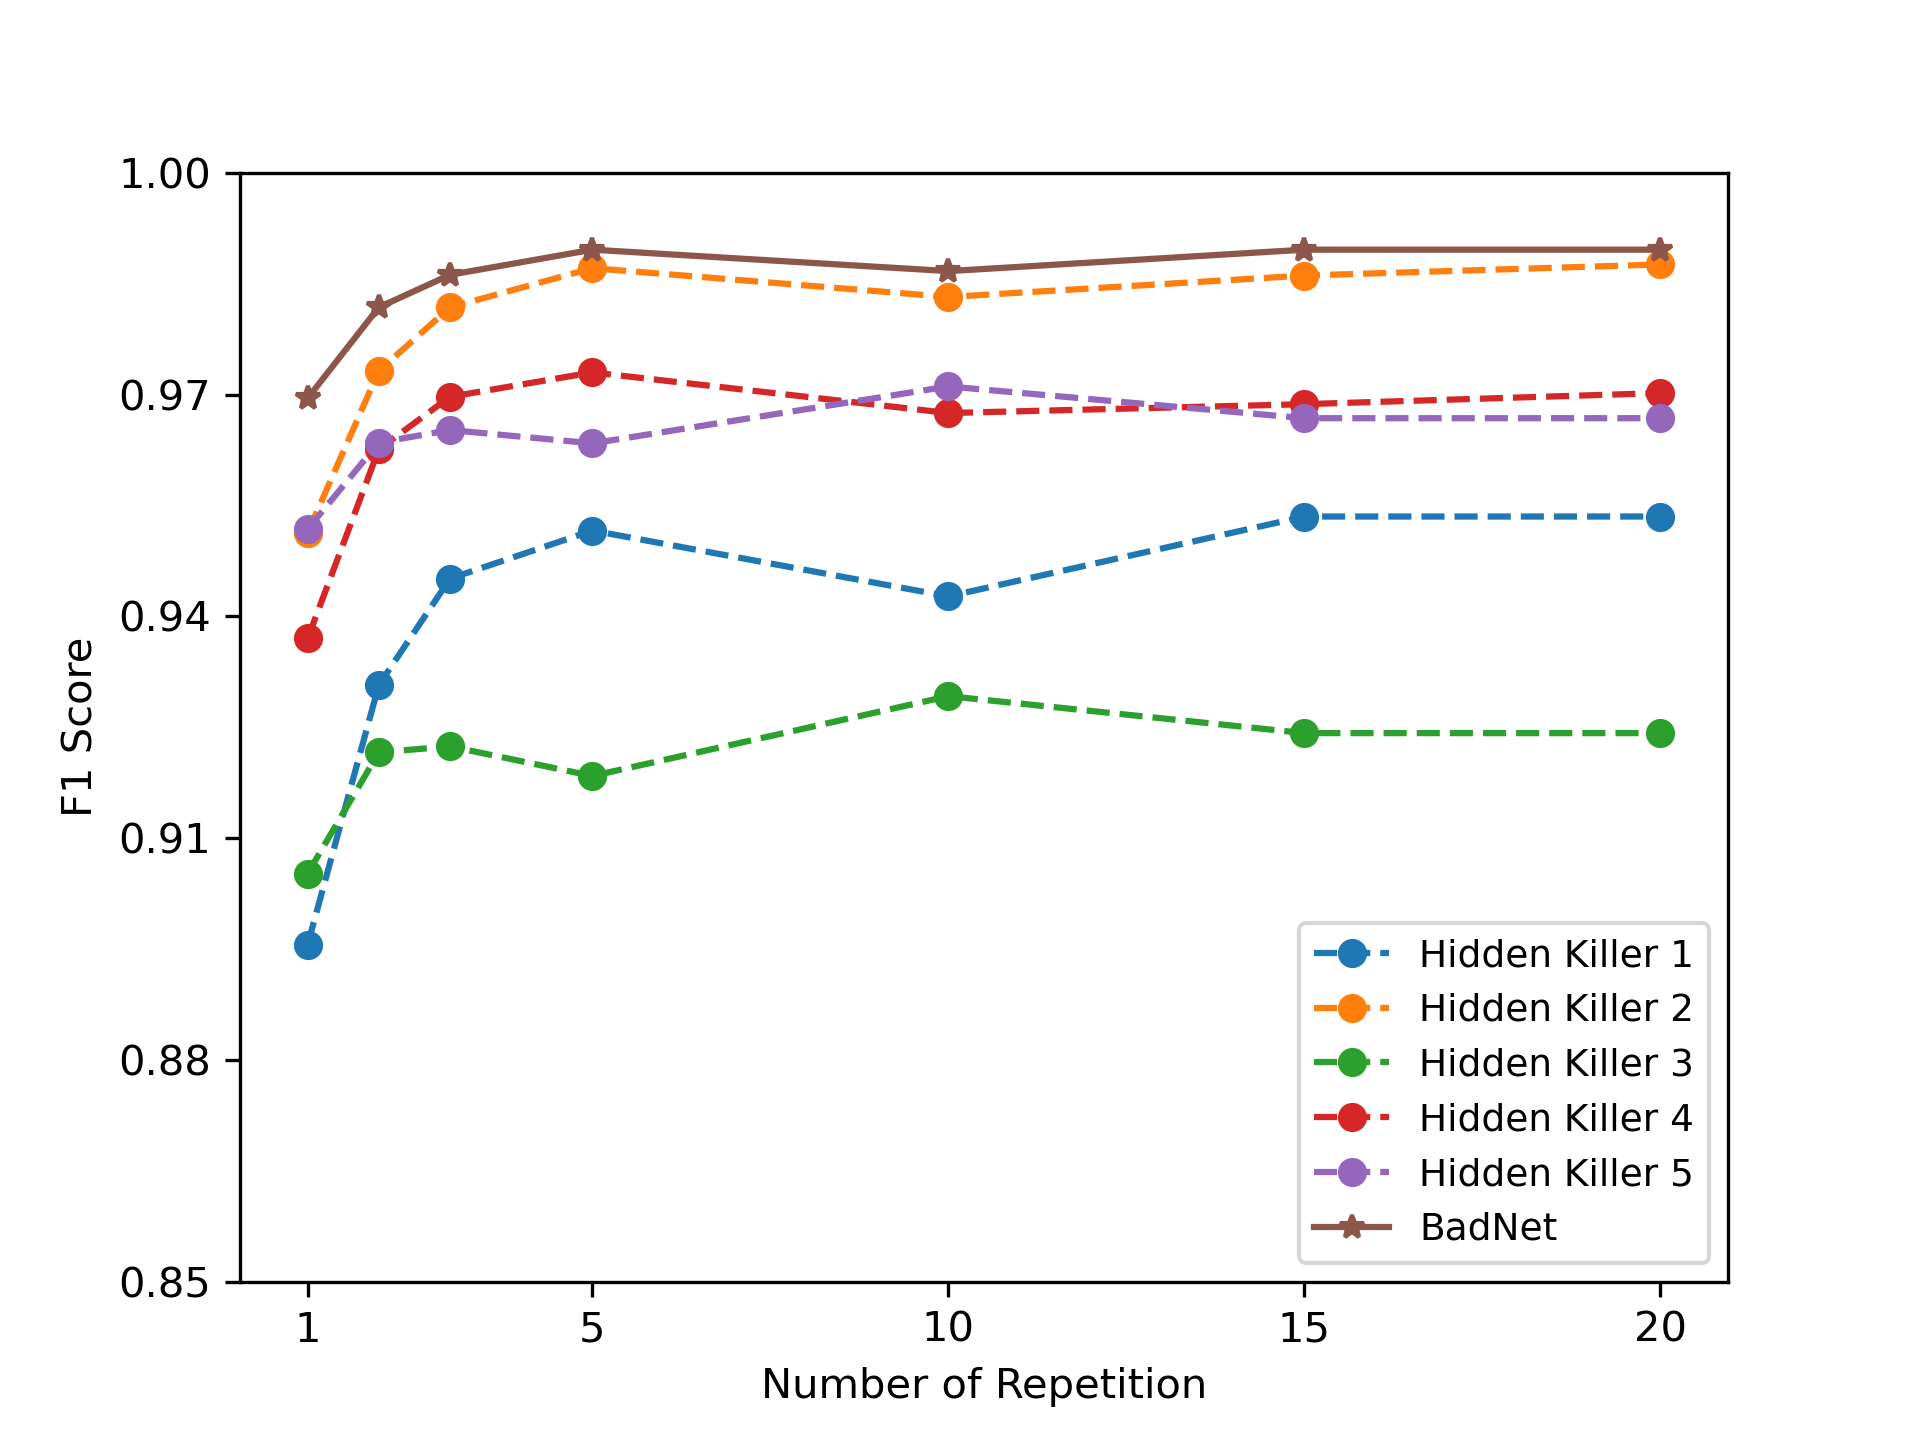 1.00
0.97
0.94
0.91
0.88
0.85
F1 Score
1 5 10 15 20
Number of Repetition
Hidden Killer 1
Hidden Killer 2
Hidden Killer 3
Hidden Killer 4
Hidden Killer 5
BadNet